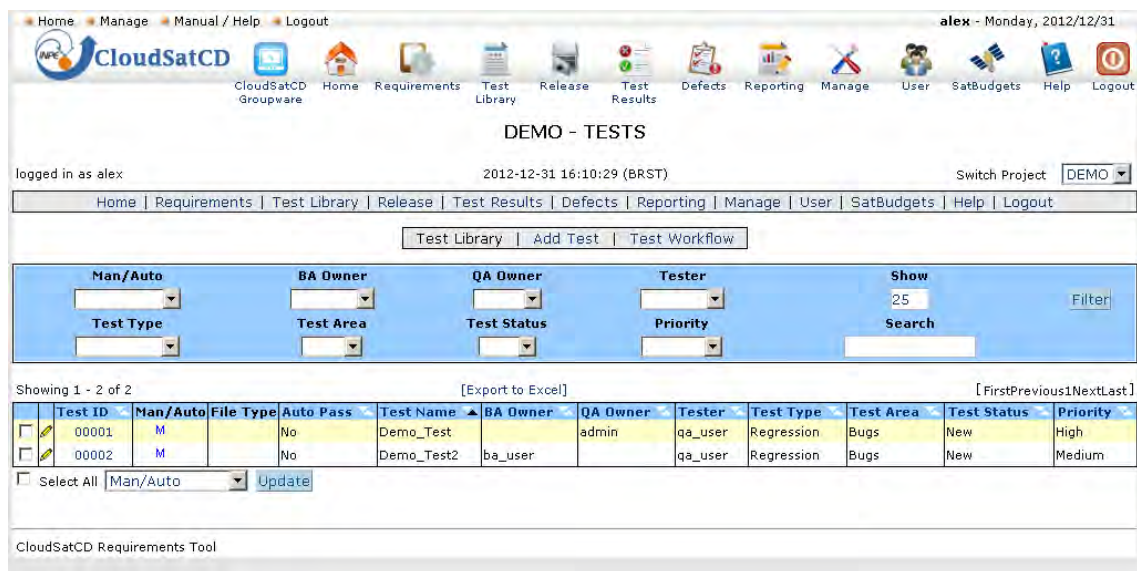 Home Manage Manual / Help Logout alex - Monday, 2012/12/31
INPE CloudSatCD
CloudSatCD Groupware Home Requirements Test Library Release Test Results Defects Reporting Manage User SatBudgets Help Logout
DEMO - TESTS
logged in as alex 2012-12-31 16:10:29 (BRST) Switch Project DEMO
Home | Requirements | Test Library | Release | Test Results | Defects | Reporting | Manage | User | SatBudgets | Help | Logout
Test Library | Add Test | Test Workflow
Man/Auto BA Owner QA Owner Tester Show
25 Filter
Test Type Test Area Test Status Priority Search
Showing 1 - 2 of 2 [Export to Excel] [FirstPrevious1NextLast]
Test ID Man/Auto File Type Auto Pass Test Name BA Owner QA Owner Tester Test Type Test Area Test Status Priority
00001 M No Demo_Test admin qa_user Regression Bugs New High
00002 M No Demo_Test2 ba_user qa_user Regression Bugs New Medium
Select All Man/Auto Update
CloudSatCD Requirements Tool